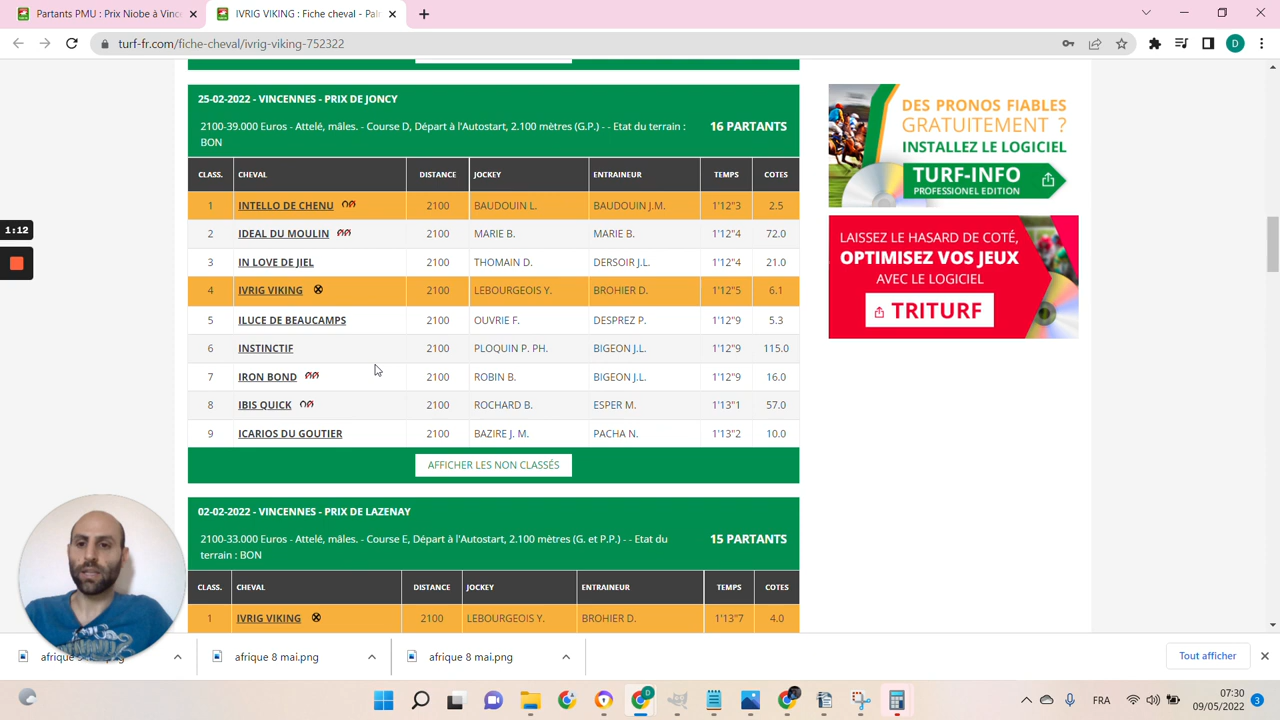 Partants PMU : Prix Niobe à Vinc
IVRIG VIKING : Fiche cheval - Pal
turf-fr.com/fiche-cheval/ivrig-viking-752322
D
25-02-2022 - VINCENNES - PRIX DE JONCY
2100-39.000 Euros - Attelé, mâles. - Course D, Départ à l'Autostart, 2.100 mètres (G.P.) - - Etat du terrain :
BON
16 PARTANTS
CLASS. CHEVAL DISTANCE JOCKEY ENTRAINEUR TEMPS COTES
1 INTELLO DE CHENU 2100 BAUDOUIN L. BAUDOUIN J.M. 1'12"3 2.5
2 IDEAL DU MOULIN 2100 MARIE B. MARIE B. 1'12"4 72.0
3 IN LOVE DE JIEL 2100 THOMAIN D. DERSOIR J.L. 1'12"4 21.0
4 IVRIG VIKING 2100 LEBOURGEOIS Y. BROHIER D. 1'12"5 6.1
5 ILUCE DE BEAUCAMPS 2100 OUVRIE F. DESPREZ P. 1'12"9 5.3
6 INSTINCTIF 2100 PLOQUIN P. PH. BIGEON J.L. 1'12"9 115.0
7 IRON BOND 2100 ROBIN B. BIGEON J.L. 1'12"9 16.0
8 IBIS QUICK 2100 ROCHARD B. ESPER M. 1'13"1 57.0
9 ICARIOS DU GOUTIER 2100 BAZIRE J. M. PACHA N. 1'13"2 10.0
AFFICHER LES NON CLASSÉS
02-02-2022 - VINCENNES - PRIX DE LAZENAY
2100-33.000 Euros - Attelé, mâles. - Course E, Départ à l'Autostart, 2.100 mètres (G. et P.P.) - - Etat du
terrain : BON
15 PARTANTS
CLASS. CHEVAL DISTANCE JOCKEY ENTRAINEUR TEMPS COTES
1 IVRIG VIKING 2100 LEBOURGEOIS Y. BROHIER D. 1'13"7 4.0
DES PRONOS FIABLES
GRATUITEMENT ?
INSTALLEZ LE LOGICIEL
TURF-INFO
PROFESSIONEL EDITION
LAISSEZ LE HASARD DE COTÉ,
OPTIMISEZ VOS JEUX
AVEC LE LOGICIEL
TRITURF
1:12
afrique 8 mai.png
afrique 8 mai.png
Tout afficher
FRA
07:30
09/05/2022
3